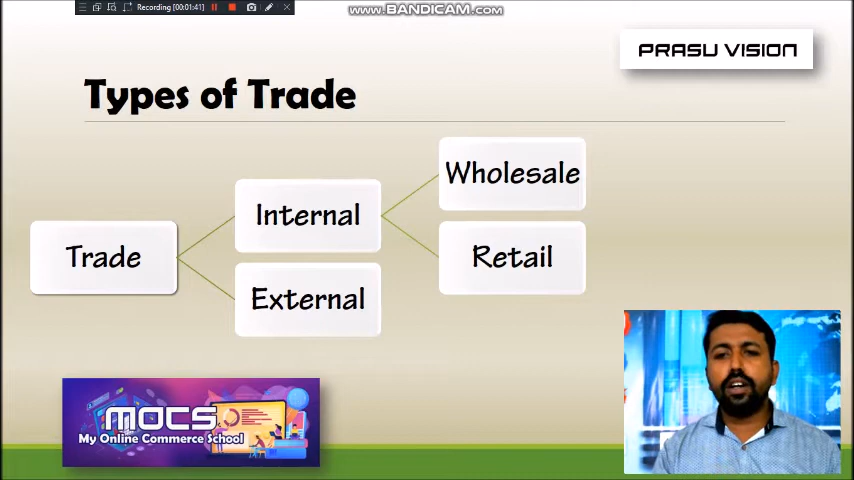 Recording [00:01:41]
www.BANDICAM.com
PRASU VISION
Types of Trade
Wholesale
Internal
Trade
Retail
External
MOCS
My Online Commerce School